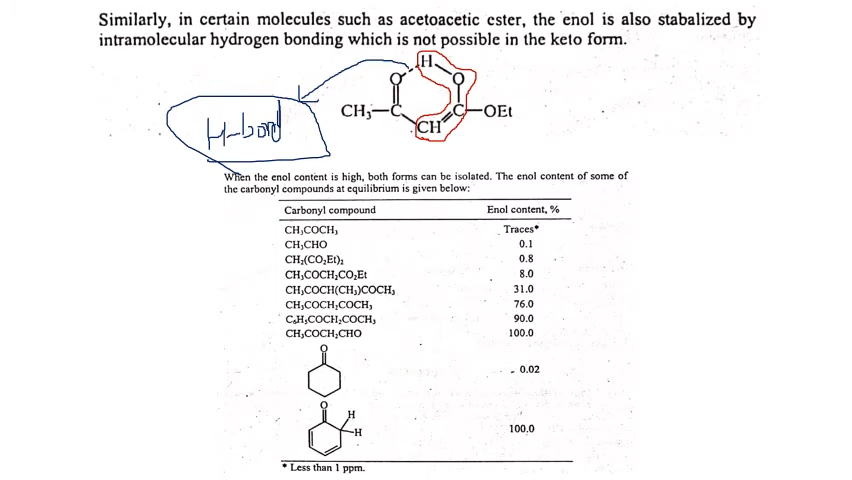 Similarly, in certain molecules such as acetoacetic ester, the enol is also stabalized by
intramolecular hydrogen bonding which is not possible in the keto form.
H
O O
CH₃ C C OEt
CH
H-bond
When the enol content is high, both forms can be isolated. The enol content of some of
the carbonyl compounds at equilibrium is given below:
Carbonyl compound Enol content, %
CH₃COCH₃ Traces*
CH₃CHO 0.1
CH₂(CO₂Et)₂ 0.8
CH₃COCH₂CO₂Et 8.0
CH₃COCH(CH₃)COCH₃ 31.0
CH₃COCH₂COCH₃ 76.0
C₆H₅COCH₂COCH₃ 90.0
CH₃COCH₂CHO 100.0
O
0.02
O
H
H
100.0
* Less than 1 ppm.